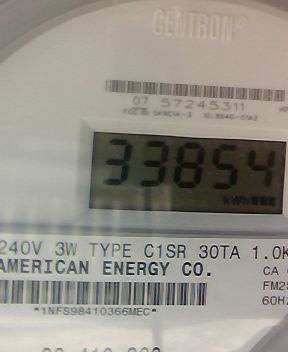 CENTRON
07 57245311
33854
kWh
240V 3W TYPE C1SR 30TA 1.0K
AMERICAN ENERGY CO.
CA
FM2S
60HZ
*1NFS98410366MEC*